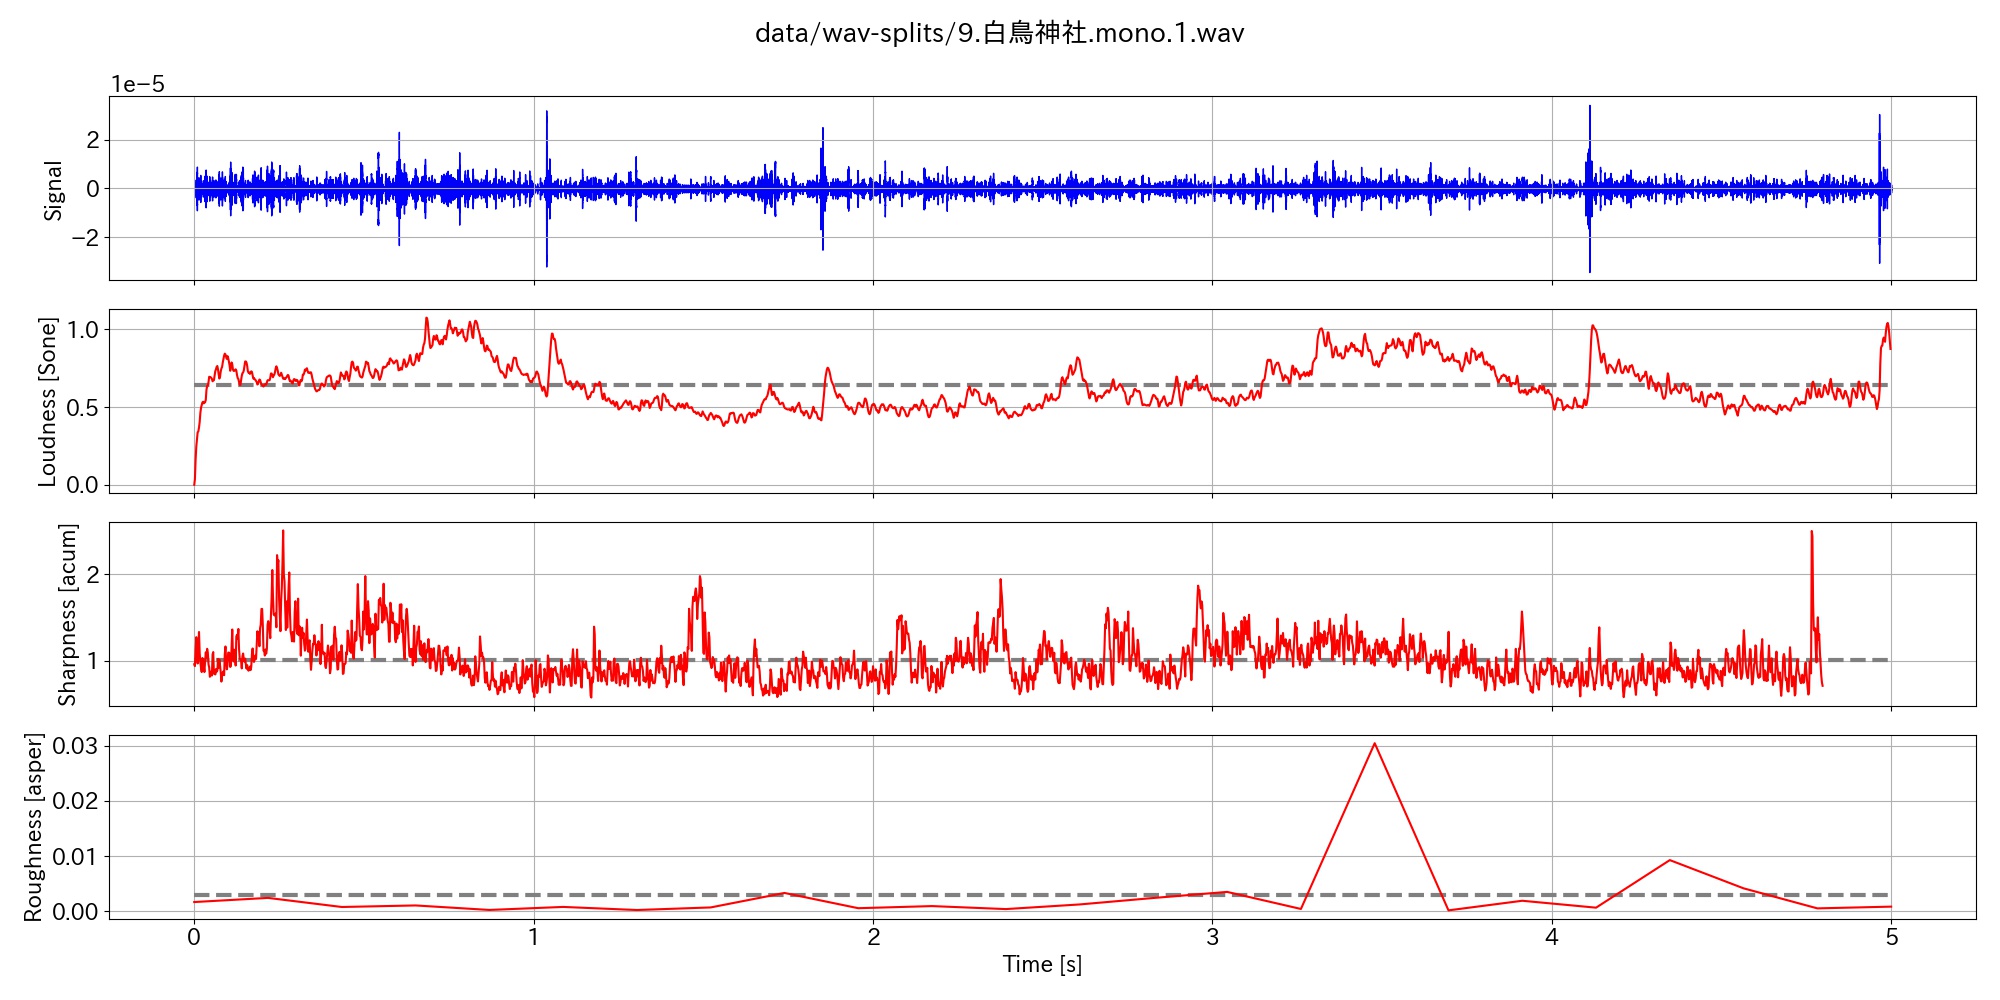 data/wav-splits/9.白鳥神社.mono.1.wav
1e−5
Signal
2
0
−2
Loudness [Sone]
1.0
0.5
0.0
Sharpness [acum]
2
1
Roughness [asper]
0.03
0.02
0.01
0.00
0 1 2 3 4 5
Time [s]